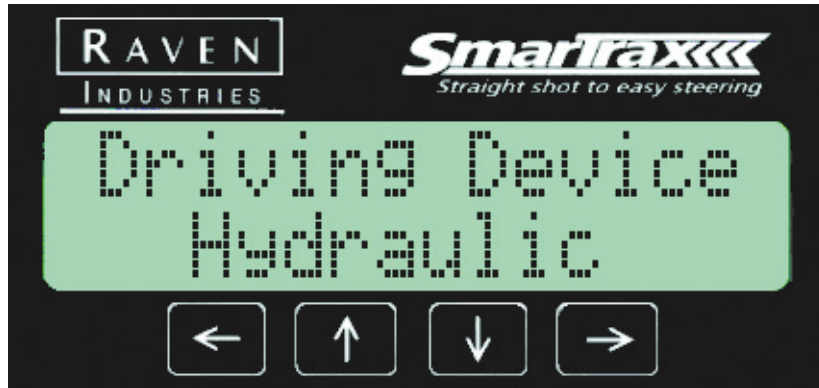 RAVEN
INDUSTRIES
SmarTrax
Straight shot to easy steering
Driving Device
Hydraulic